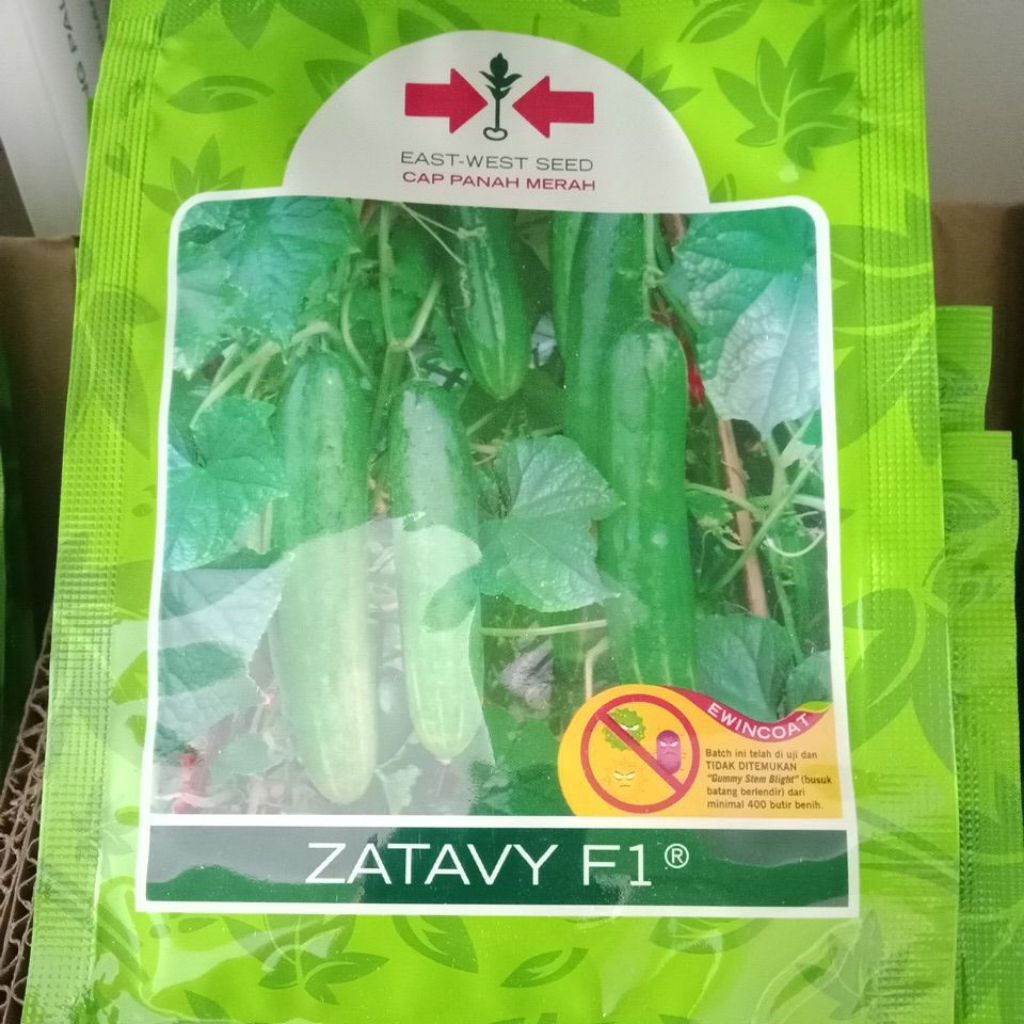 EAST-WEST SEED
CAP PANAH MERAH
EWINCOAT
Batch ini telah di uji dan
TIDAK DITEMUKAN
"Gummy Stem Blight" (busuk
batang berlendir) dari
minimal 400 butir benih.
ZATAVY F1®